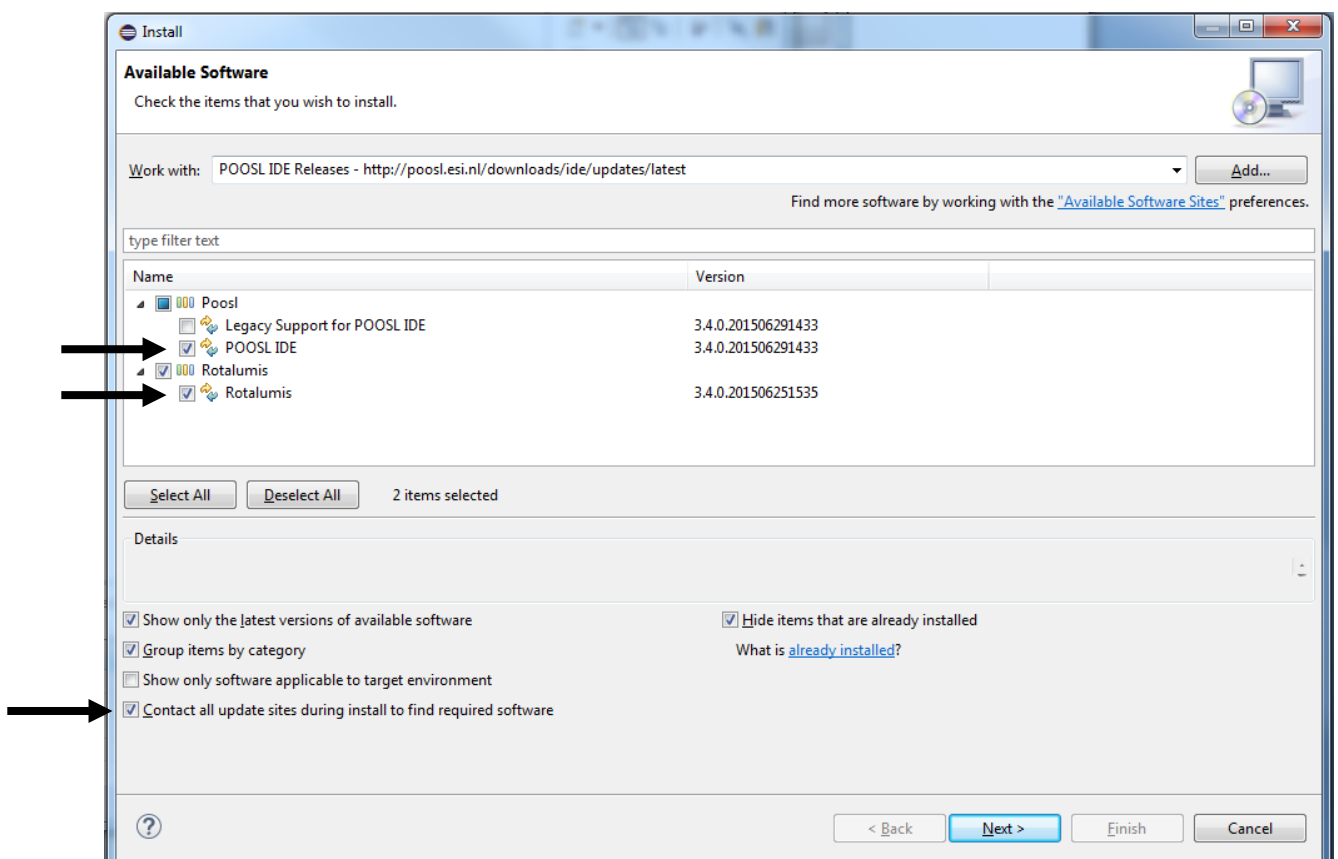 Install
Available Software
Check the items that you wish to install.
Work with: POOSL IDE Releases - http://poosl.esi.nl/downloads/ide/updates/latest Add...
Find more software by working with the "Available Software Sites" preferences.
type filter text
Name Version
Poosl
Legacy Support for POOSL IDE 3.4.0.201506291433
POOSL IDE 3.4.0.201506291433
Rotalumis
Rotalumis 3.4.0.201506251535
Select All Deselect All 2 items selected
Details
Show only the latest versions of available software Hide items that are already installed
Group items by category What is already installed?
Show only software applicable to target environment
Contact all update sites during install to find required software
? < Back Next > Finish Cancel